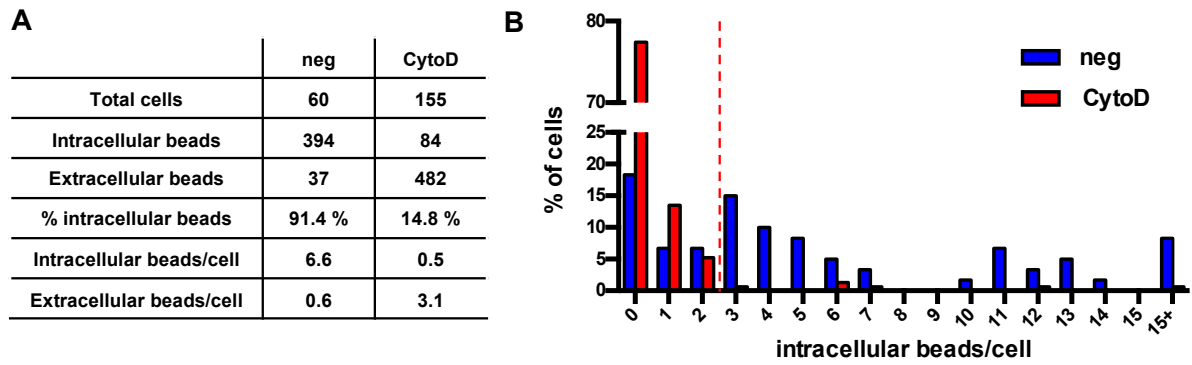 A
neg CytoD
Total cells 60 155
Intracellular beads 394 84
Extracellular beads 37 482
% intracellular beads 91.4 % 14.8 %
Intracellular beads/cell 6.6 0.5
Extracellular beads/cell 0.6 3.1
B
% of cells
80
70
25
20
15
10
5
0
neg
CytoD
0 1 2 3 4 5 6 7 8 9 10 11 12 13 14 15 15+
intracellular beads/cell